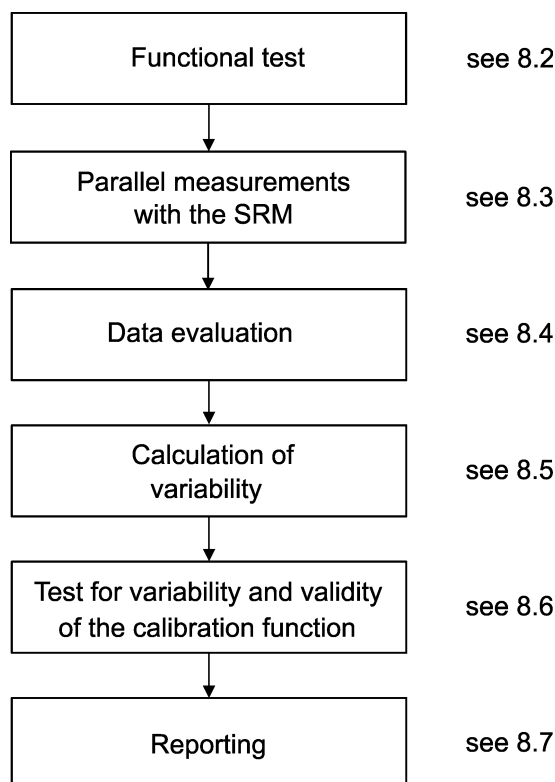 Functional test
see 8.2
Parallel measurements
with the SRM
see 8.3
Data evaluation
see 8.4
Calculation of
variability
see 8.5
Test for variability and validity
of the calibration function
see 8.6
Reporting
see 8.7